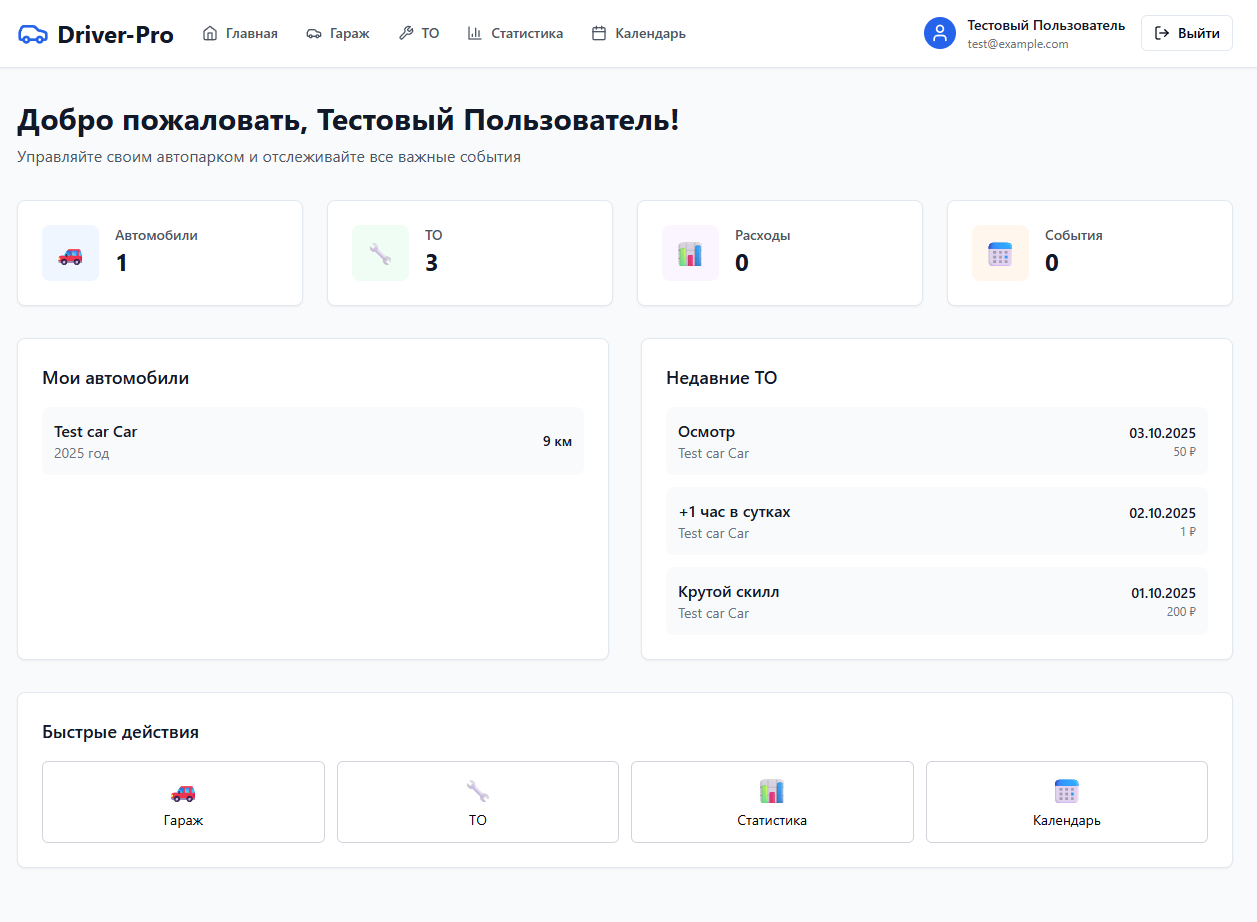 Driver-Pro
Главная
Гараж
ТО
Статистика
Календарь
Тестовый Пользователь
test@example.com
Выйти
Добро пожаловать, Тестовый Пользователь!
Управляйте своим автопарком и отслеживайте все важные события
Автомобили
1
ТО
3
Расходы
0
События
0
Мои автомобили
Test car Car
2025 год
9 км
Недавние ТО
Осмотр
03.10.2025
Test car Car
50 ₽
+1 час в сутках
02.10.2025
Test car Car
1 ₽
Крутой скилл
01.10.2025
Test car Car
200 ₽
Быстрые действия
Гараж
ТО
Статистика
Календарь